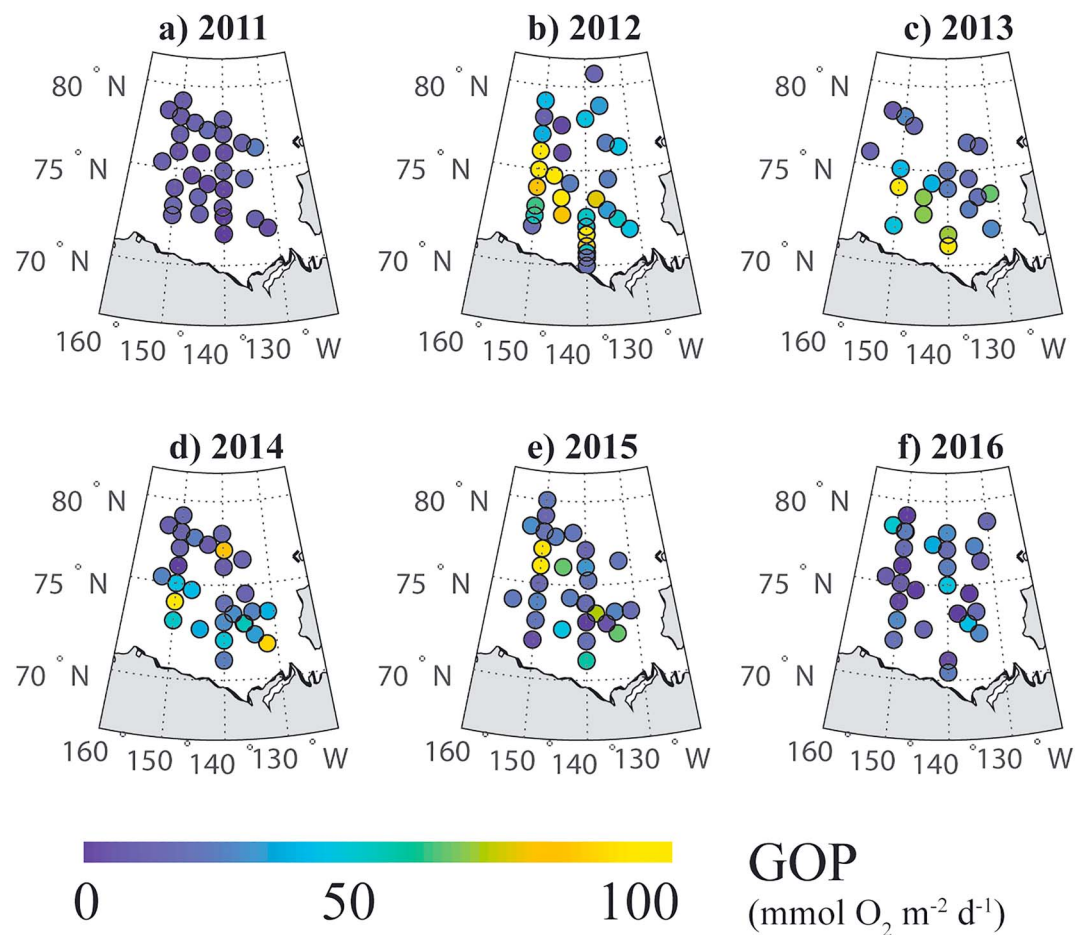 a) 2011
b) 2012
c) 2013
80 ° N
75 ° N
70 ° N
160 ° 150 ° 140 ° 130 ° W
80 ° N
75 ° N
70 ° N
160 ° 150 ° 140 ° 130 ° W
80 ° N
75 ° N
70 ° N
160 ° 150 ° 140 ° 130 ° W
d) 2014
e) 2015
f) 2016
80 ° N
75 ° N
70 ° N
160 ° 150 ° 140 ° 130 ° W
80 ° N
75 ° N
70 ° N
160 ° 150 ° 140 ° 130 ° W
80 ° N
75 ° N
70 ° N
160 ° 150 ° 140 ° 130 ° W
0 50 100
GOP
(mmol O₂ m⁻² d⁻¹)